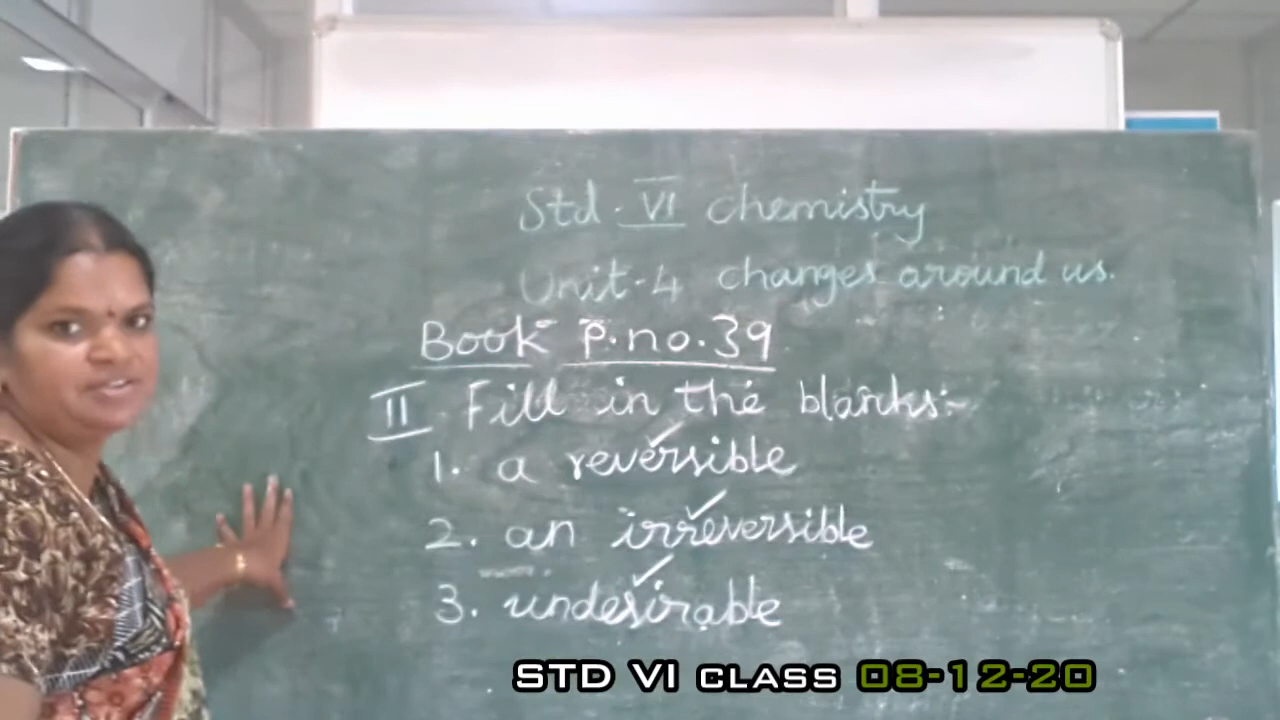 Std. VI chemistry
Unit-4 changes around us.
Book P.no.39
II Fill in the blanks:-
1. a reversible
2. an irreversible
3. undesirable
STD VI CLASS 08-12-20